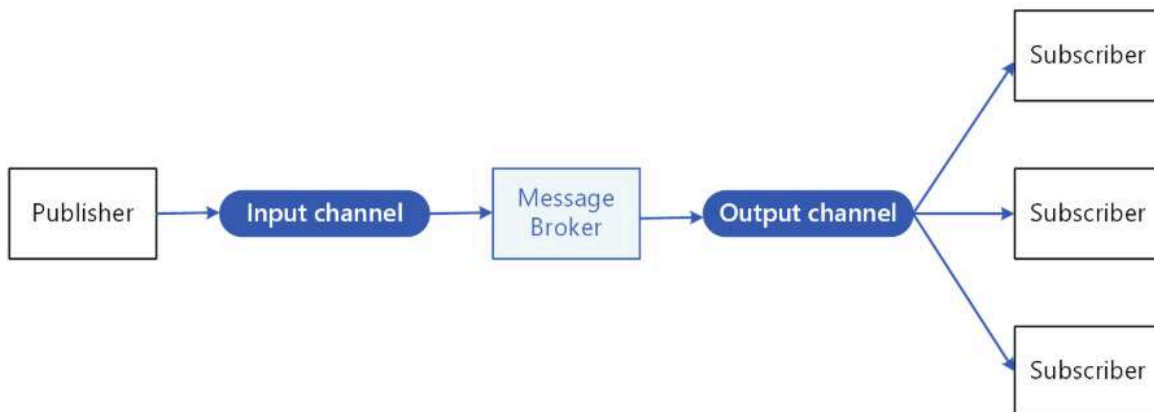 Publisher
Input channel
Message
Broker
Output channel
Subscriber
Subscriber
Subscriber